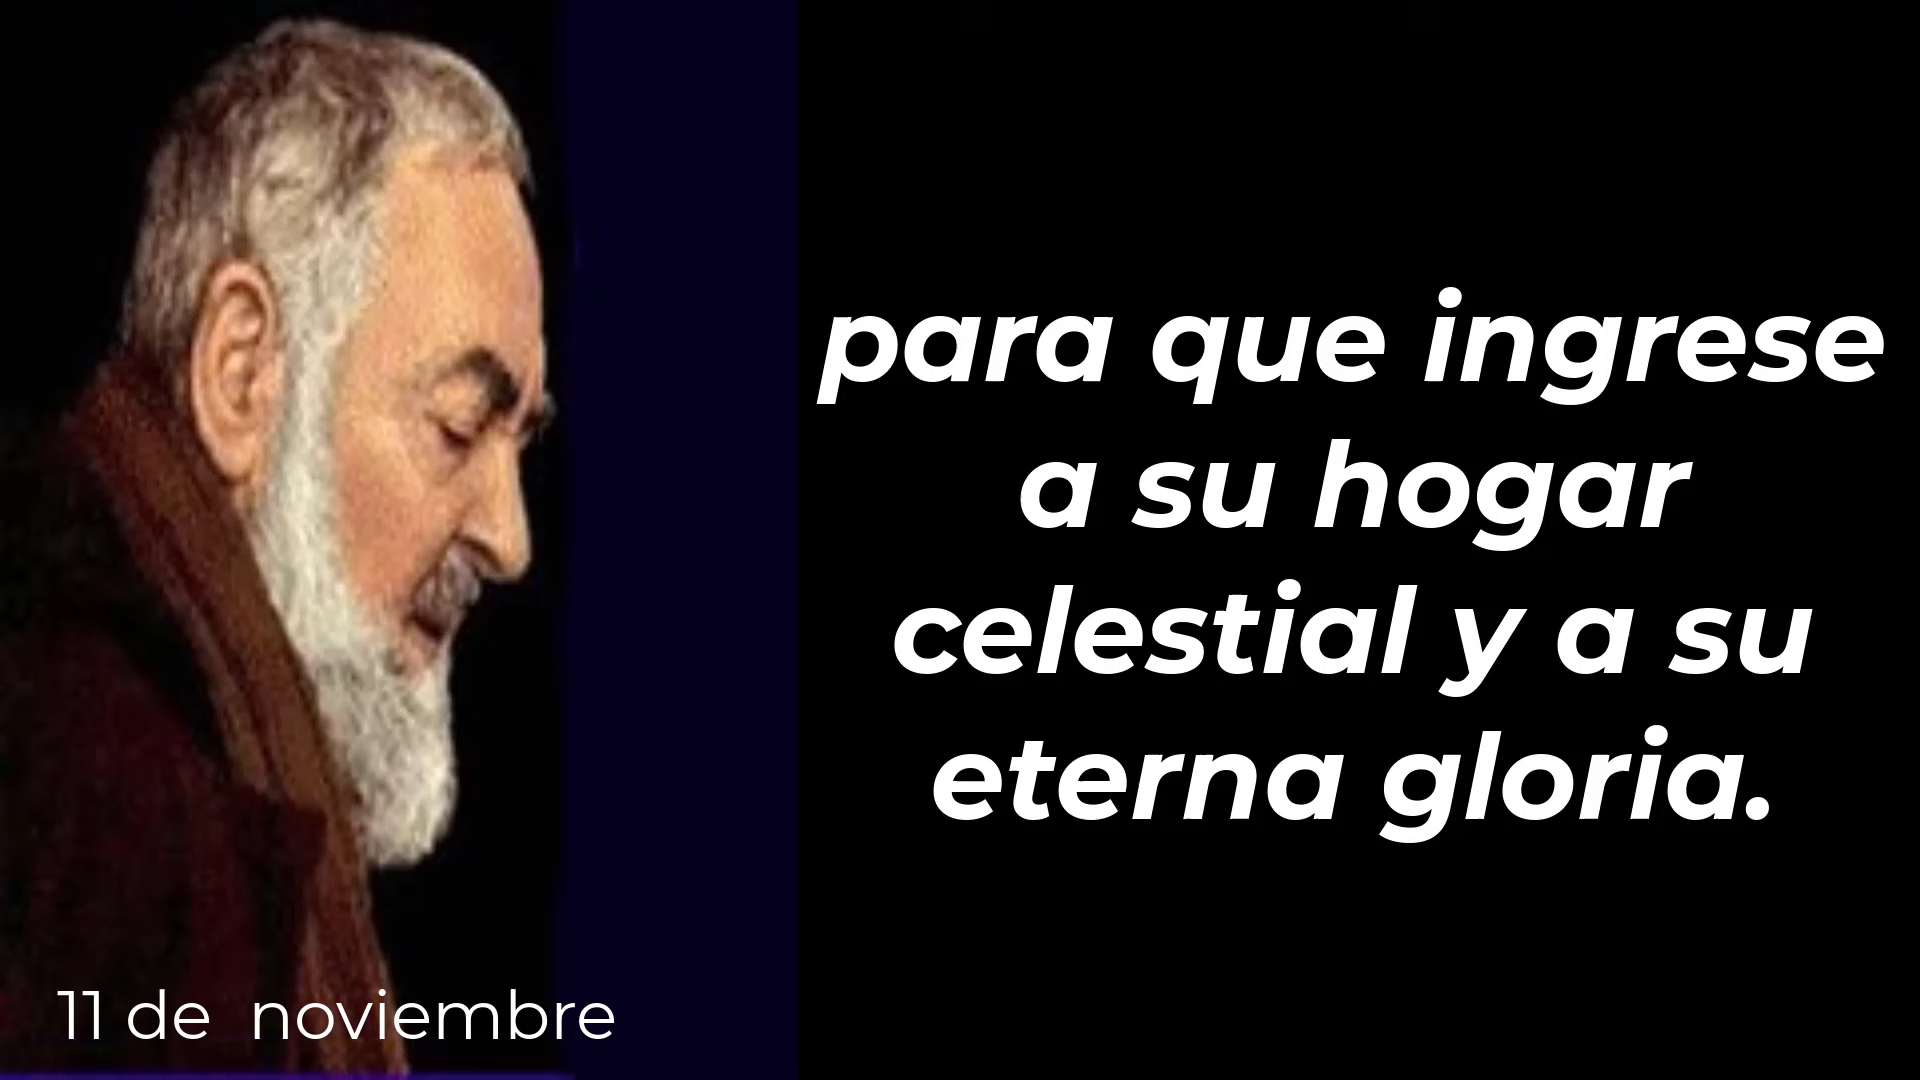 para que ingrese
a su hogar
celestial y a su
eterna gloria.
11 de  noviembre